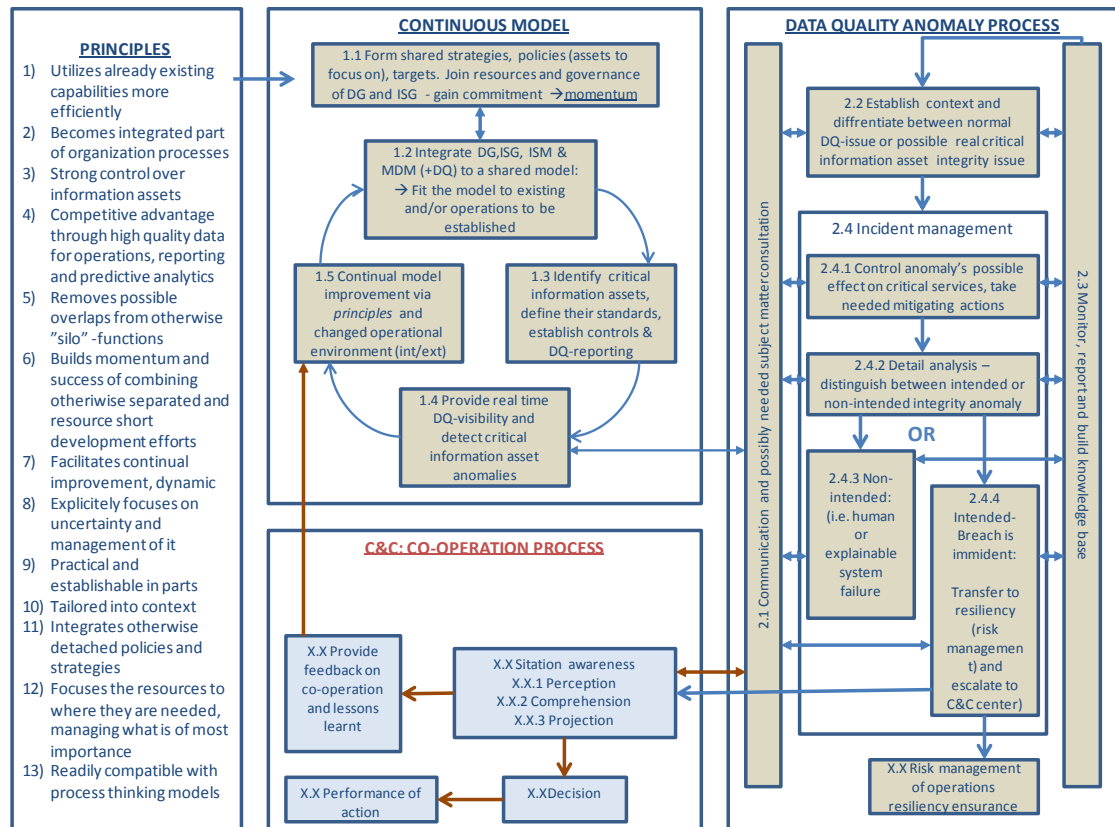 PRINCIPLES
1) Utilizes already existing
capabilities more
efficiently
2) Becomes integrated part
of organization processes
3) Strong control over
information assets
4) Competitive advantage
through high quality data
for operations, reporting
and predictive analytics
5) Removes possible
overlaps from otherwise
”silo” -functions
6) Builds momentum and
success of combining
otherwise separated and
resource short
development efforts
7) Facilitates continual
improvement, dynamic
8) Explicitely focuses on
uncertainty and
management of it
9) Practical and
establishable in parts
10) Tailored into context
11) Integrates otherwise
detached policies and
strategies
12) Focuses the resources to
where they are needed,
managing what is of most
importance
13) Readily compatible with
process thinking models
CONTINUOUS MODEL
1.1 Form shared strategies, policies (assets to
focus on), targets. Join resources and governance
of DG and ISG - gain commitment →momentum
1.2 Integrate DG,ISG, ISM &
MDM (+DQ) to a shared model:
→ Fit the model to existing
and/or operations to be
established
1.5 Continual model
improvement via
principles and
changed operational
environment (int/ext)
1.3 Identify critical
information assets,
define their standards,
establish controls &
DQ-reporting
1.4 Provide real time
DQ-visibility and
detect critical
information asset
anomalies
C&C: CO-OPERATION PROCESS
X.X Provide
feedback on
co-operation
and lessons
learnt
X.X Sitation awareness
X.X.1 Perception
X.X.2 Comprehension
X.X.3 Projection
X.X Performance of
action
X.XDecision
DATA QUALITY ANOMALY PROCESS
2.1 Communication and possibly needed subject matterconsultation
2.2 Establish context and
diffrentiate between normal
DQ-issue or possible real critical
information asset integrity issue
2.4 Incident management
2.4.1 Control anomaly’s possible
effect on critical services, take
needed mitigating actions
2.4.2 Detail analysis –
distinguish between intended or
non-intended integrity anomaly
OR
2.4.3 Non-
intended:
(i.e. human
or
explainable
system
failure
2.4.4
Intended-
Breach is
immident:
Transfer to
resiliency
(risk
managemen
t) and
escalate to
C&C center)
X.X Risk management
of operations
resiliency ensurance
2.3 Monitor, report and build knowledge
base